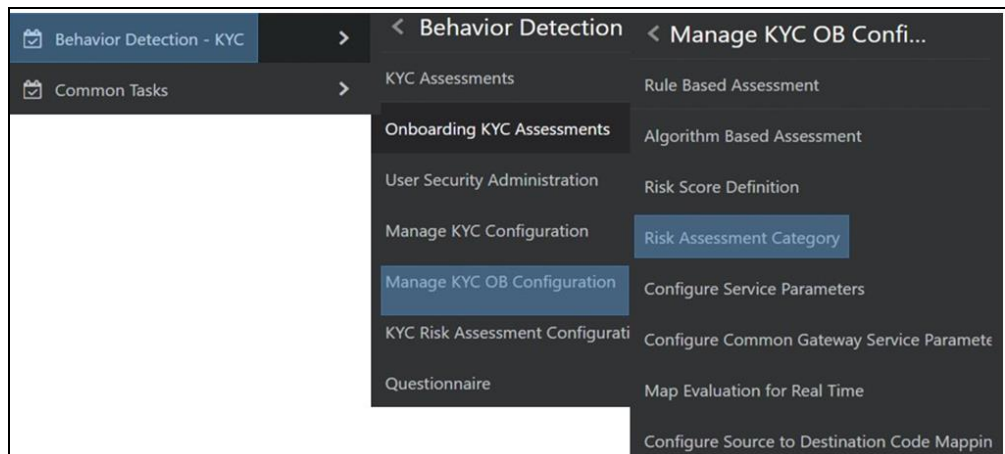 Behavior Detection - KYC
Common Tasks
Behavior Detection
KYC Assessments
Onboarding KYC Assessments
User Security Administration
Manage KYC Configuration
Manage KYC OB Configuration
KYC Risk Assessment Configurati
Questionnaire
Manage KYC OB Confi...
Rule Based Assessment
Algorithm Based Assessment
Risk Score Definition
Risk Assessment Category
Configure Service Parameters
Configure Common Gateway Service Paramete
Map Evaluation for Real Time
Configure Source to Destination Code Mappin